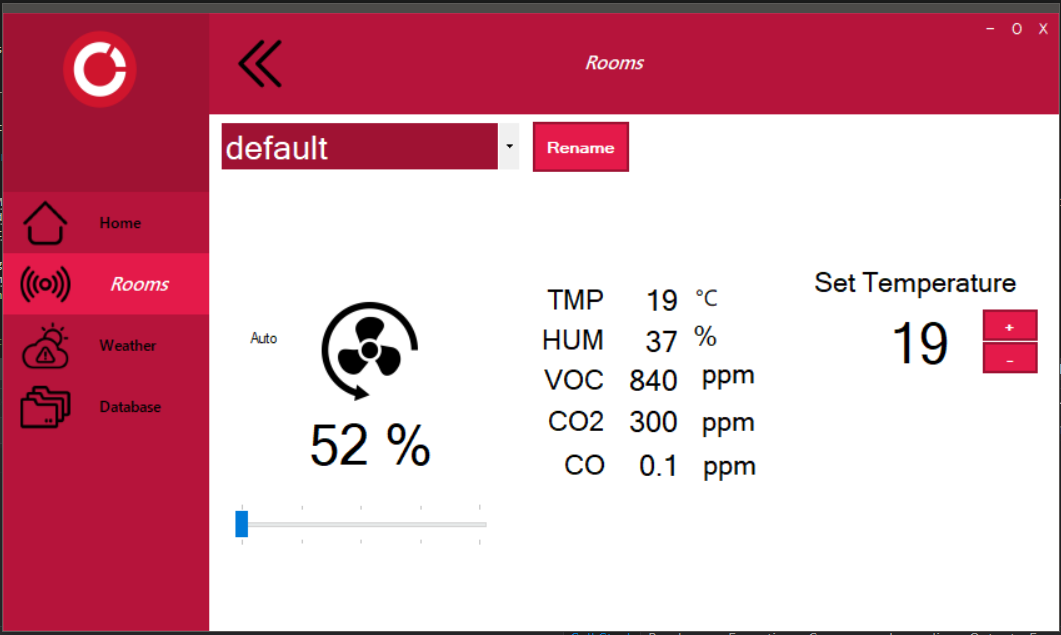 – O X
Rooms
default
Rename
Home
Rooms
Weather
Database
Auto
52 %
TMP 19 °C
HUM 37 %
VOC 840 ppm
CO2 300 ppm
CO 0.1 ppm
Set Temperature
19
+
–